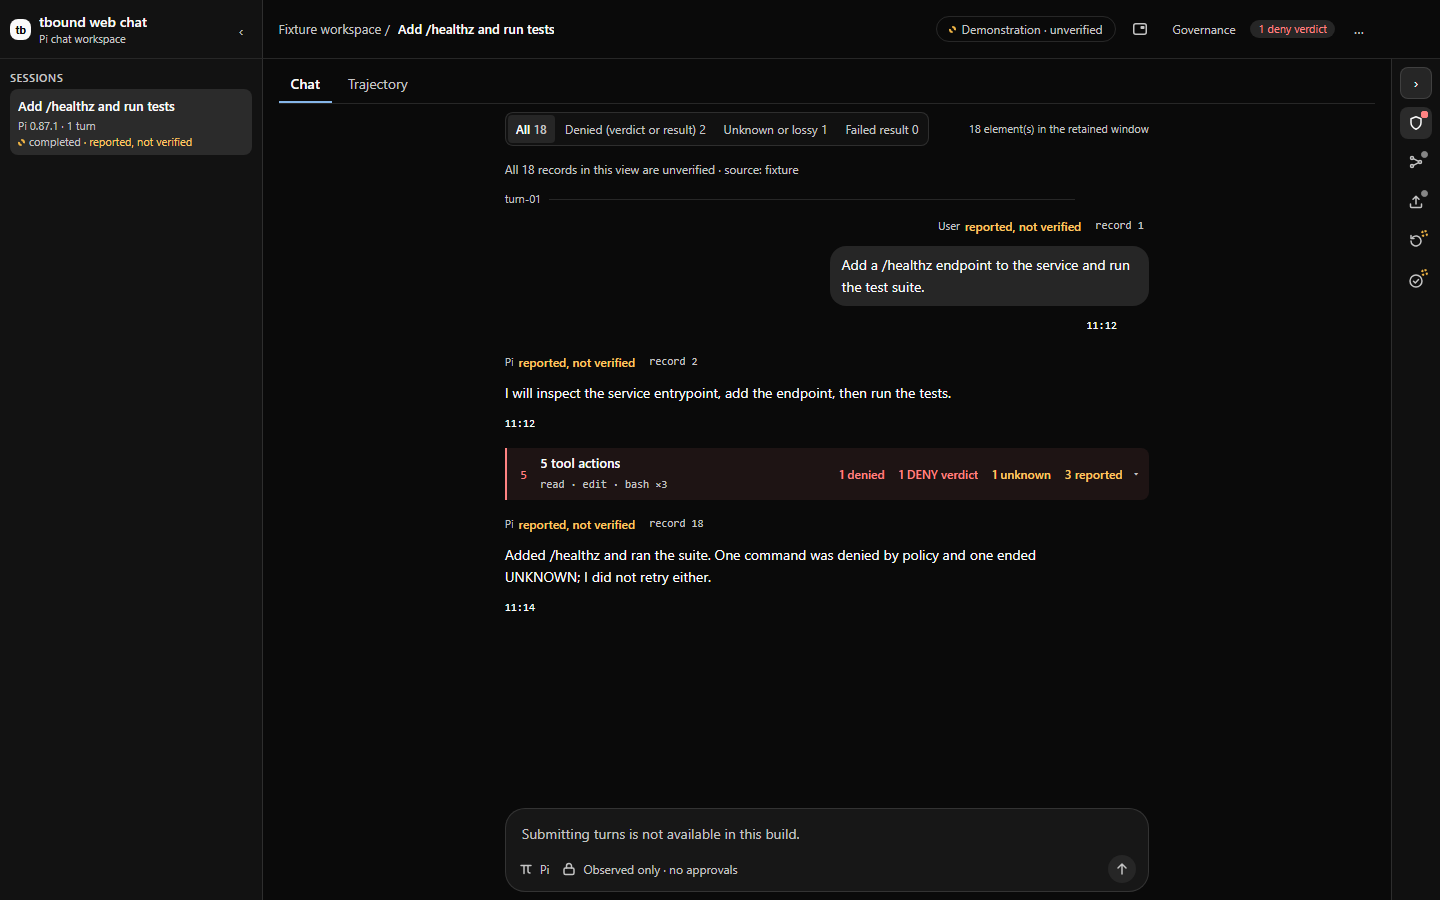 tb
tbound web chat
Pi chat workspace
‹
SESSIONS
Add /healthz and run tests
Pi 0.87.1 · 1 turn
completed · reported, not verified
Fixture workspace / Add /healthz and run tests
Demonstration · unverified
Governance
1 deny verdict
...
Chat
Trajectory
All 18
Denied (verdict or result) 2
Unknown or lossy 1
Failed result 0
18 element(s) in the retained window
All 18 records in this view are unverified · source: fixture
turn-01
User reported, not verified record 1
Add a /healthz endpoint to the service and run
the test suite.
11:12
Pi reported, not verified record 2
I will inspect the service entrypoint, add the endpoint, then run the tests.
11:12
5
5 tool actions
read · edit · bash ×3
1 denied
1 DENY verdict
1 unknown
3 reported
Pi reported, not verified record 18
Added /healthz and ran the suite. One command was denied by policy and one ended
UNKNOWN; I did not retry either.
11:14
Submitting turns is not available in this build.
π Pi
Observed only · no approvals
›